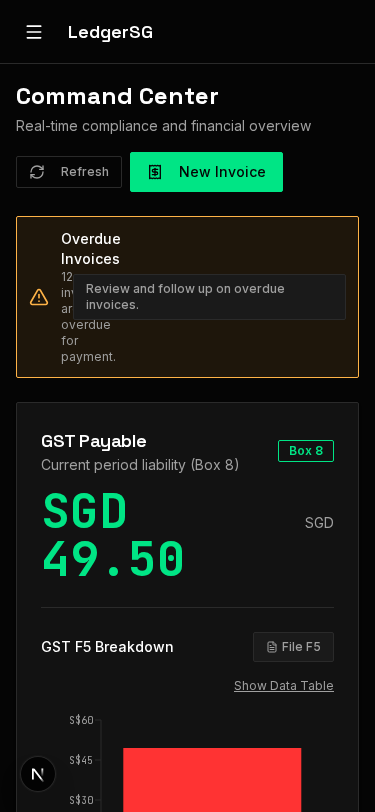 LedgerSG
Command Center
Real-time compliance and financial overview
Refresh
New Invoice
Overdue
Invoices
12
Review and follow up on overdue
invoices.
overdue
for
payment.
GST Payable
Current period liability (Box 8)
Box 8
SGD
49.50
SGD
GST F5 Breakdown
File F5
Show Data Table
S$60
S$45
S$30
N